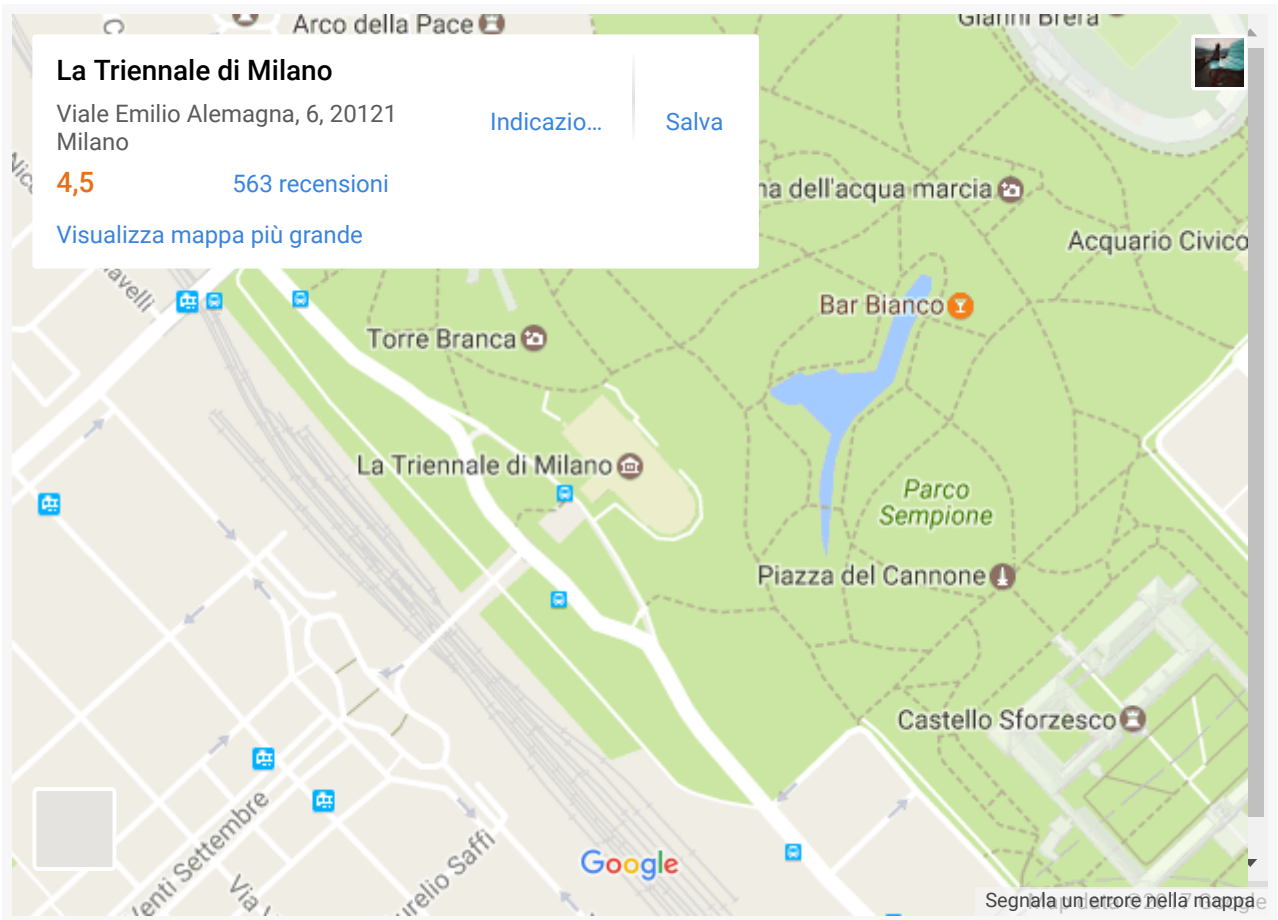 Arco della Pace
Gianni Brera
La Triennale di Milano
Viale Emilio Alemagna, 6, 20121
Milano
Indicazio...
Salva
4,5
563 recensioni
Visualizza mappa più grande
dell'acqua marcia
Acquario Civico
Bar Bianco
Torre Branca
La Triennale di Milano
Parco
Sempione
Piazza del Cannone
Castello Sforzesco
Settembre
Via
Saffi
Google
Segnala un errore nella mappa